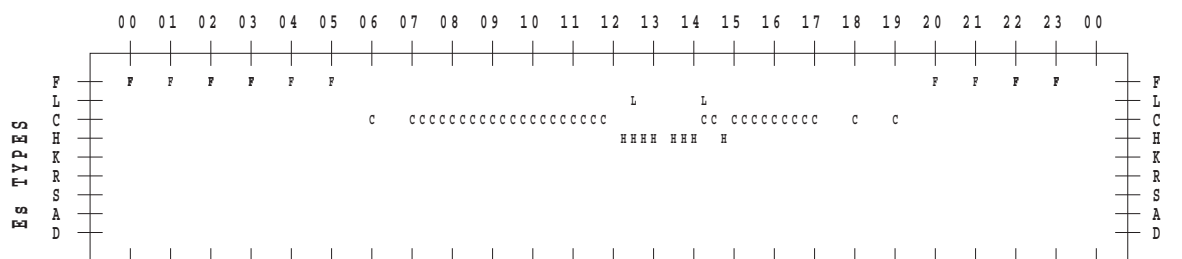 00 01 02 03 04 05 06 07 08 09 10 11 12 13 14 15 16 17 18 19 20 21 22 23 00
Es TYPES
F F F F F F F F F F F F
L L L L
C C CCCCCCCCCCCCCCCCCCCC CC CCCCCCCCC C C C
H HHHH HHH H H
K K
R R
S S
A A
D D